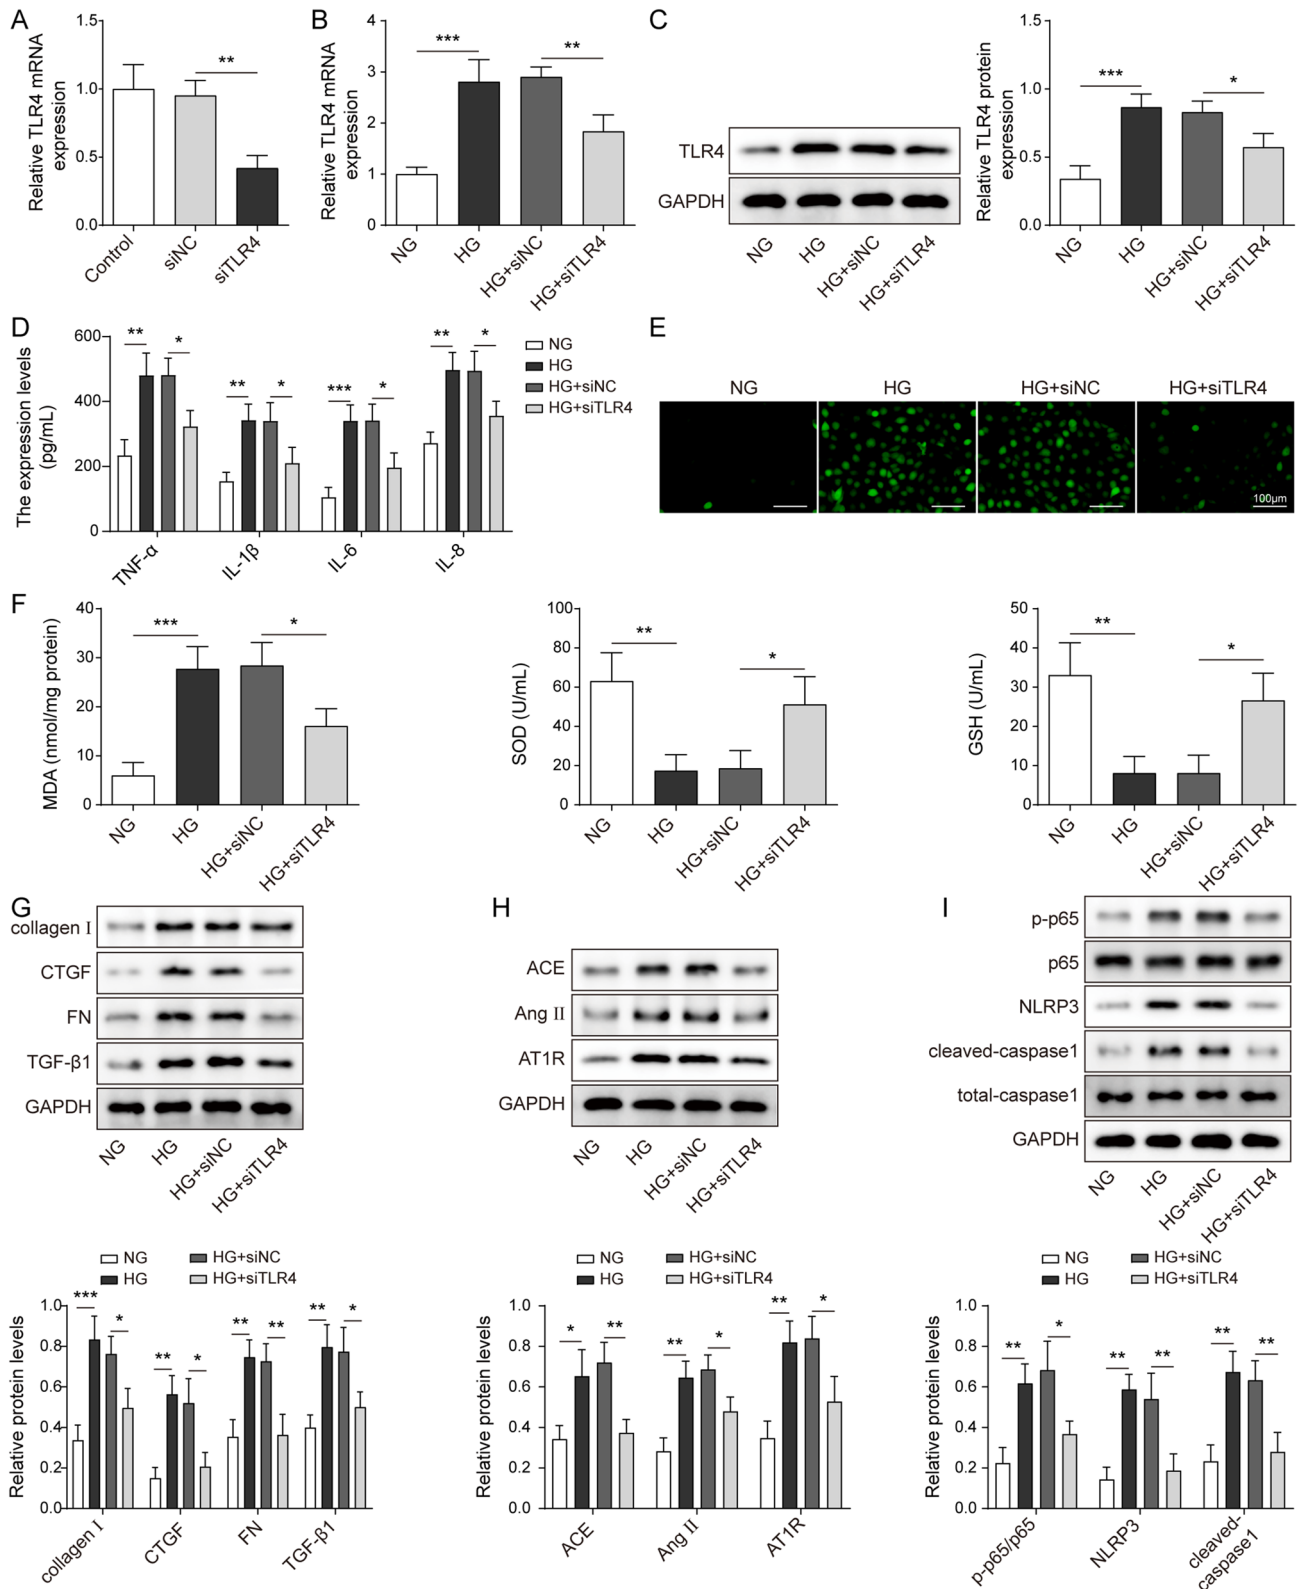 A
Relative TLR4 mRNA
expression
1.5
1.0
0.5
0.0
**
Control
siNC
siTLR4
B
Relative TLR4 mRNA
expression
4
3
2
1
0
***
**
NG
HG
HG+siNC
HG+siTLR4
C
TLR4
GAPDH
NG
HG
HG+siNC
HG+siTLR4
Relative TLR4 protein
expression
1.5
1.0
0.5
0.0
***
*
NG
HG
HG+siNC
HG+siTLR4
D
The expression levels
(pg/mL)
600
400
200
0
** *
** *
*** *
** *
TNF-α
IL-1β
IL-6
IL-8
NG
HG
HG+siNC
HG+siTLR4
E
NG HG HG+siNC HG+siTLR4
100μm
F
MDA (nmol/mg protein)
40
30
20
10
0
***
*
NG
HG
HG+siNC
HG+siTLR4
SOD (U/mL)
100
80
60
40
20
0
**
*
NG
HG
HG+siNC
HG+siTLR4
GSH (U/mL)
50
40
30
20
10
0
**
*
NG
HG
HG+siNC
HG+siTLR4
G
collagen I
CTGF
FN
TGF-β1
GAPDH
NG
HG
HG+siNC
HG+siTLR4
NG
HG
HG+siNC
HG+siTLR4
Relative protein levels
1.0
0.8
0.6
0.4
0.2
0.0
*** *
** *
** **
** *
collagen I
CTGF
FN
TGF-β1
H
ACE
Ang II
AT1R
GAPDH
NG
HG
HG+siNC
HG+siTLR4
NG
HG
HG+siNC
HG+siTLR4
Relative protein levels
1.0
0.8
0.6
0.4
0.2
0.0
* **
** *
** *
ACE
Ang II
AT1R
I
p-p65
p65
NLRP3
cleaved-caspase1
total-caspase1
GAPDH
NG
HG
HG+siNC
HG+siTLR4
NG
HG
HG+siNC
HG+siTLR4
Relative protein levels
1.0
0.8
0.6
0.4
0.2
0.0
** *
** **
** **
p-p65/p65
NLRP3
cleaved-
caspase1